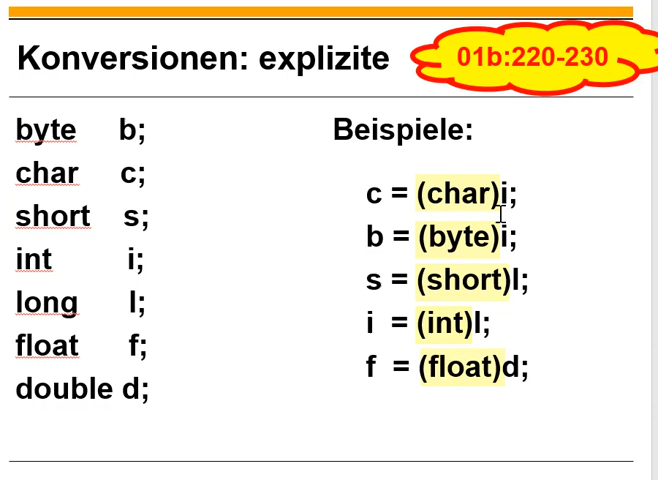 Konversionen: explizite
01b:220-230
byte b;
char c;
short s;
int i;
long l;
float f;
double d;
Beispiele:
c = (char)i;
b = (byte)i;
s = (short)l;
i = (int)l;
f = (float)d;